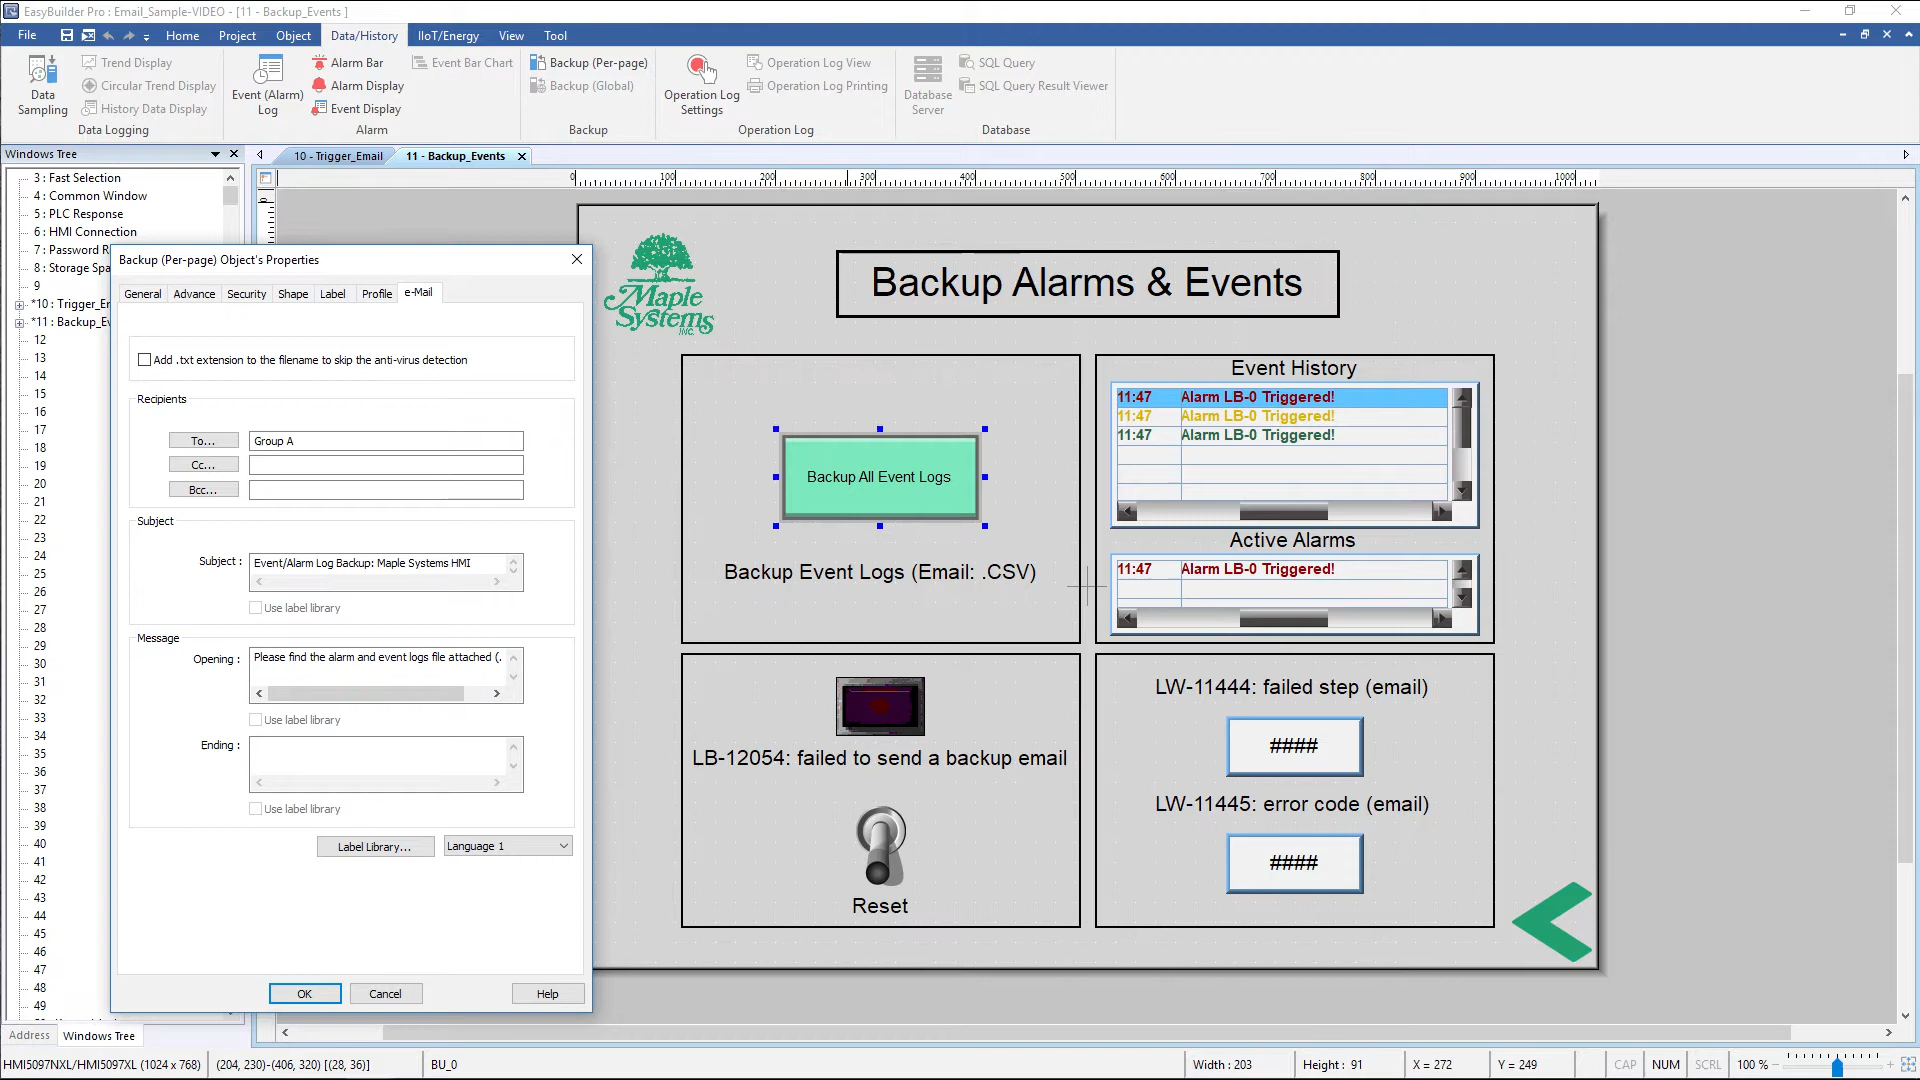 EasyBuilder Pro : Email_Sample-VIDEO - [11 - Backup_Events ]
File Home Project Object Data/History IIoT/Energy View Tool
Data Sampling
Trend Display
Circular Trend Display
History Data Display
Data Logging
Event (Alarm) Log
Alarm Bar
Alarm Display
Event Display
Event Bar Chart
Alarm
Backup (Per-page)
Backup (Global)
Backup
Operation Log Settings
Operation Log View
Operation Log Printing
Operation Log
Database Server
SQL Query
SQL Query Result Viewer
Database
Windows Tree
10 - Trigger_Email
11 - Backup_Events
0 100 200 300 400 500 600 700 800 900 1000
0
3 : Fast Selection
4 : Common Window
5 : PLC Response
6 : HMI Connection
7 : Password R
8 : Storage Spa
9
*10 : Trigger_Er
*11 : Backup_Ev
12
13
14
15
16
17
18
19
20
21
22
23
24
25
26
27
28
29
30
31
32
33
34
35
36
37
38
39
40
41
42
43
44
45
46
47
48
49
Address Windows Tree
Backup (Per-page) Object's Properties
General Advance Security Shape Label Profile e-Mail
Add .txt extension to the filename to skip the anti-virus detection
Recipients
To... Group A
Cc...
Bcc...
Subject
Subject : Event/Alarm Log Backup: Maple Systems HMI
Use label library
Message
Opening : Please find the alarm and event logs file attached (.
Use label library
Ending :
Use label library
Label Library... Language 1
OK Cancel Help
Maple Systems INC.
Backup Alarms & Events
Backup All Event Logs
Backup Event Logs (Email: .CSV)
Event History
11:47 Alarm LB-0 Triggered!
11:47 Alarm LB-0 Triggered!
11:47 Alarm LB-0 Triggered!
Active Alarms
11:47 Alarm LB-0 Triggered!
LB-12054: failed to send a backup email
Reset
LW-11444: failed step (email)
####
LW-11445: error code (email)
####
HMI5097NXL/HMI5097XL (1024 x 768) (204, 230)-(406, 320) [(28, 36)] BU_0 Width : 203 Height : 91 X = 272 Y = 249 CAP NUM SCRL 100 %